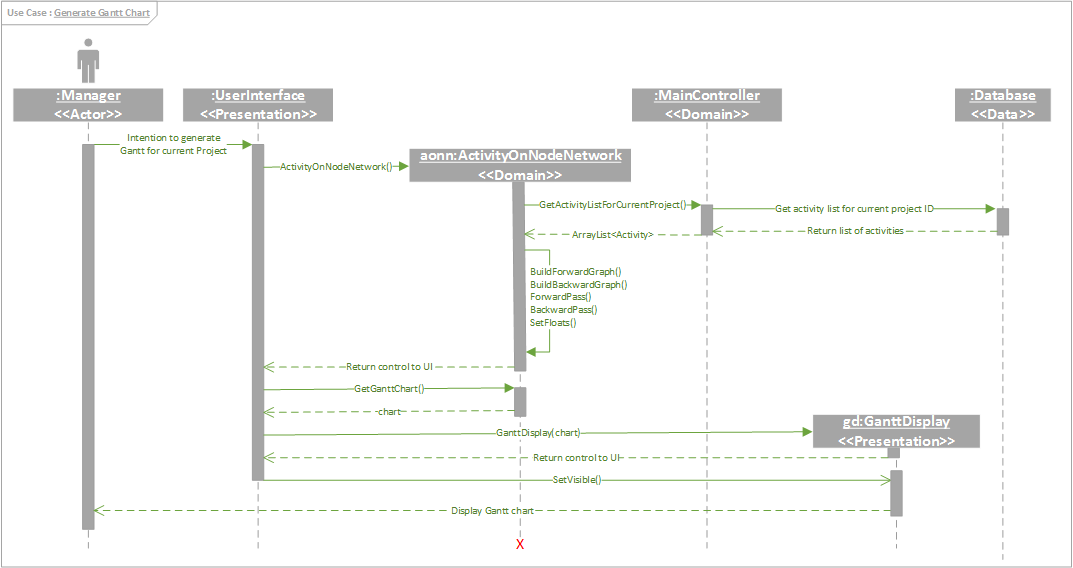 Use Case : Generate Gantt Chart
:Manager
<<Actor>>
:UserInterface
<<Presentation>>
:MainController
<<Domain>>
:Database
<<Data>>
Intention to generate
Gantt for current Project
ActivityOnNodeNetwork()
aonn:ActivityOnNodeNetwork
<<Domain>>
GetActivityListForCurrentProject()
Get activity list for current project ID
ArrayList<Activity>
Return list of activities
BuildForwardGraph()
BuildBackwardGraph()
ForwardPass()
BackwardPass()
SetFloats()
Return control to UI
GetGanttChart()
chart
gd:GanttDisplay
<<Presentation>>
GanttDisplay(chart)
Return control to UI
SetVisible()
Display Gantt chart
X